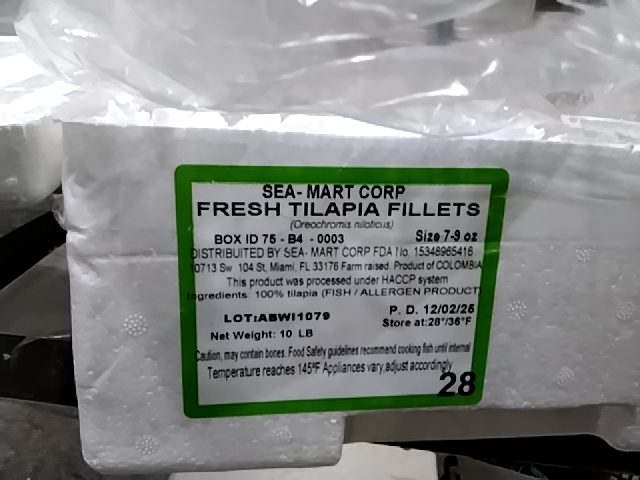 SEA- MART CORP
FRESH TILAPIA FILLETS
(Oreochromis niloticus)
BOX ID 75 - B4 - 0003 Size 7-9 oz
DISTRIBUTED BY SEA- MART CORP FDA No. 15348965416
10713 Sw 104 St, Miami, FL 33176 Farm raised. Product of COLOMBIA
This product was processed under HACCP system
Ingredients: 100% tilapia (FISH / ALLERGEN PRODUCT)
LOT:ABWI1079 P. D. 12/02/25
Store at:28°/36°F
Net Weight: 10 LB
Caution, may contain bones. Food Safety guidelines recommend cooking fish until internal
Temperature reaches 145°F Appliances vary,adjust accordingly
28